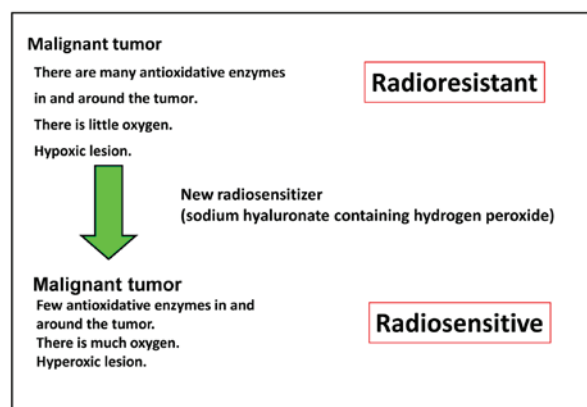 Malignant tumor
There are many antioxidative enzymes
in and around the tumor.
There is little oxygen.
Hypoxic lesion.
Radioresistant
New radiosensitizer
(sodium hyaluronate containing hydrogen peroxide)
Malignant tumor
Few antioxidative enzymes in and
around the tumor.
There is much oxygen.
Hyperoxic lesion.
Radiosensitive